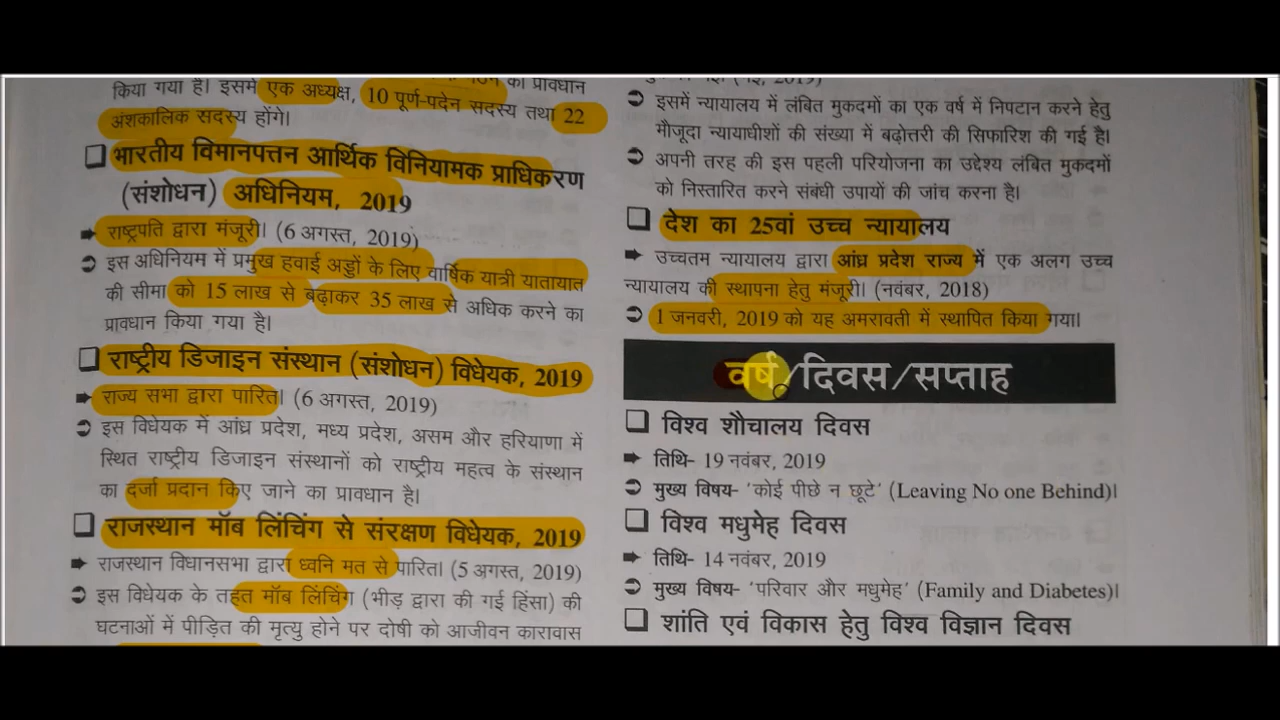 किया गया है। इसमें एक अध्यक्ष, 10 पूर्ण-पदेन सदस्य तथा 22
अंशकालिक सदस्य होंगे।
❑ भारतीय विमानपत्तन आर्थिक विनियामक प्राधिकरण
(संशोधन) अधिनियम, 2019
➡ राष्ट्रपति द्वारा मंजूरी। (6 अगस्त, 2019)
➲ इस अधिनियम में प्रमुख हवाई अड्डों के लिए वार्षिक यात्री यातायात
की सीमा को 15 लाख से बढ़ाकर 35 लाख से अधिक करने का
प्रावधान किया गया है।
❑ राष्ट्रीय डिजाइन संस्थान (संशोधन) विधेयक, 2019
➡ राज्य सभा द्वारा पारित। (6 अगस्त, 2019)
➲ इस विधेयक में आंध्र प्रदेश, मध्य प्रदेश, असम और हरियाणा में
स्थित राष्ट्रीय डिजाइन संस्थानों को राष्ट्रीय महत्व के संस्थान
का दर्जा प्रदान किए जाने का प्रावधान है।
❑ राजस्थान मॉब लिंचिंग से संरक्षण विधेयक, 2019
➡ राजस्थान विधानसभा द्वारा ध्वनि मत से पारित। (5 अगस्त, 2019)
➲ इस विधेयक के तहत मॉब लिंचिंग (भीड़ द्वारा की गई हिंसा) की
घटनाओं में पीड़ित की मृत्यु होने पर दोषी को आजीवन कारावास
➲ इसमें न्यायालय में लंबित मुकदमों का एक वर्ष में निपटान करने हेतु
मौजूदा न्यायाधीशों की संख्या में बढ़ोत्तरी की सिफारिश की गई है।
➲ अपनी तरह की इस पहली परियोजना का उद्देश्य लंबित मुकदमों
को निस्तारित करने संबंधी उपायों की जांच करना है।
❑ देश का 25वां उच्च न्यायालय
➡ उच्चतम न्यायालय द्वारा आंध्र प्रदेश राज्य में एक अलग उच्च
न्यायालय की स्थापना हेतु मंजूरी। (नवंबर, 2018)
➲ 1 जनवरी, 2019 को यह अमरावती में स्थापित किया गया।
वर्ष/दिवस/सप्ताह
❑ विश्व शौचालय दिवस
➡ तिथि- 19 नवंबर, 2019
➲ मुख्य विषय- 'कोई पीछे न छूटे' (Leaving No one Behind)।
❑ विश्व मधुमेह दिवस
➡ तिथि- 14 नवंबर, 2019
➲ मुख्य विषय- 'परिवार और मधुमेह' (Family and Diabetes)।
❑ शांति एवं विकास हेतु विश्व विज्ञान दिवस